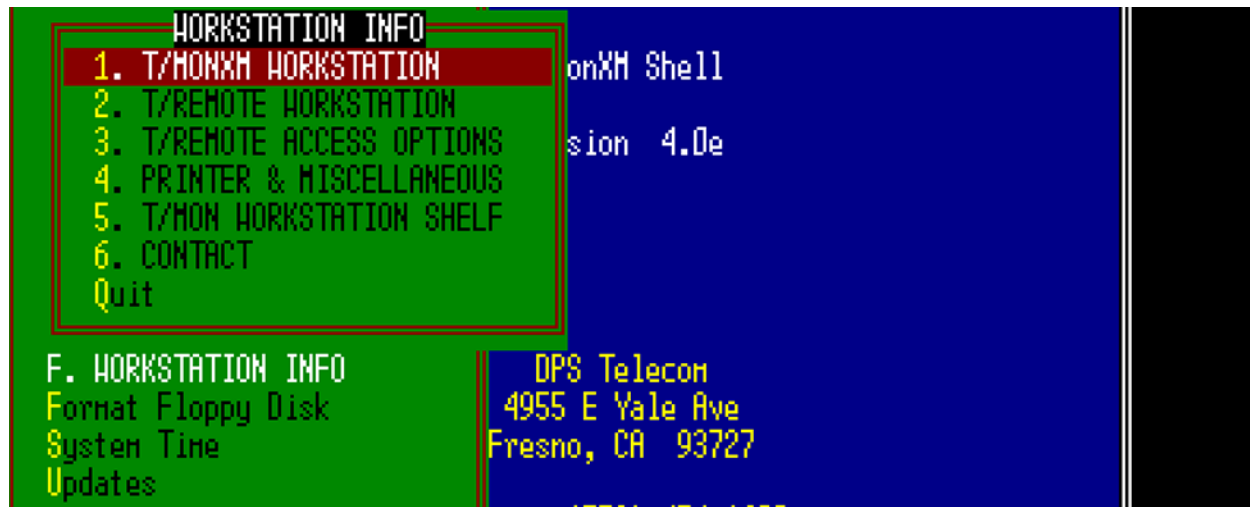 WORKSTATION INFO
1. T/MONXM WORKSTATION
2. T/REMOTE WORKSTATION
3. T/REMOTE ACCESS OPTIONS
4. PRINTER & MISCELLANEOUS
5. T/MON WORKSTATION SHELF
6. CONTACT
Quit
F. WORKSTATION INFO
Format Floppy Disk
System Time
Updates
onXM Shell
sion 4.0e
DPS Telecom
4955 E Yale Ave
Fresno, CA 93727